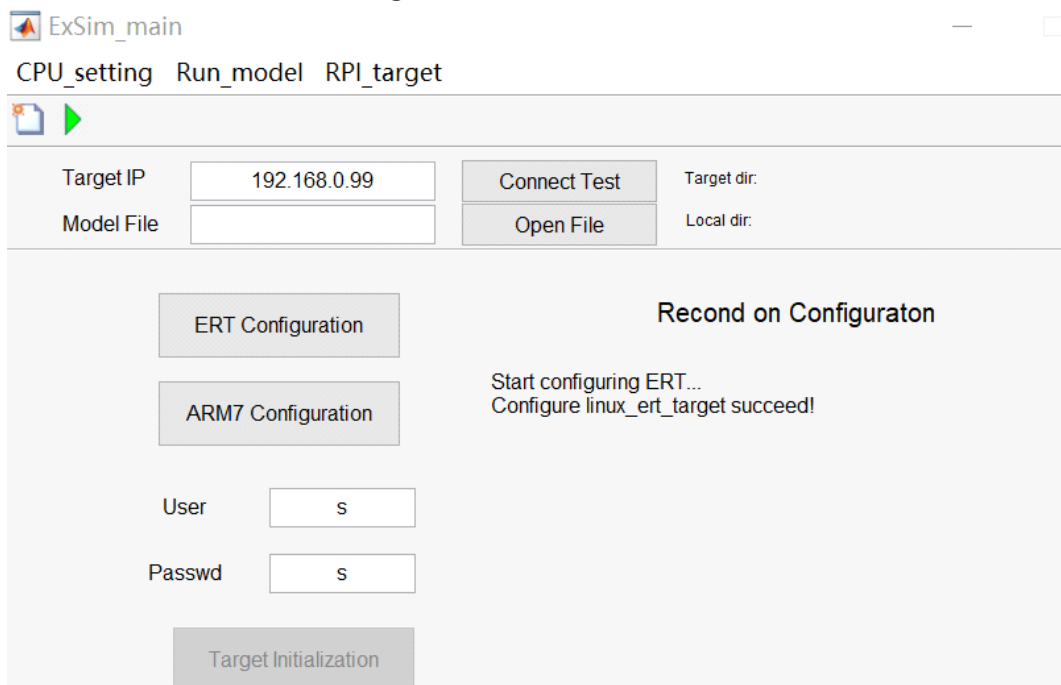 ExSim_main
CPU_setting Run_model RPI_target
Target IP 192.168.0.99 Connect Test Target dir:
Model File Open File Local dir:
ERT Configuration
Recond on Configuraton
Start configuring ERT...
Configure linux_ert_target succeed!
ARM7 Configuration
User s
Passwd s
Target Initialization